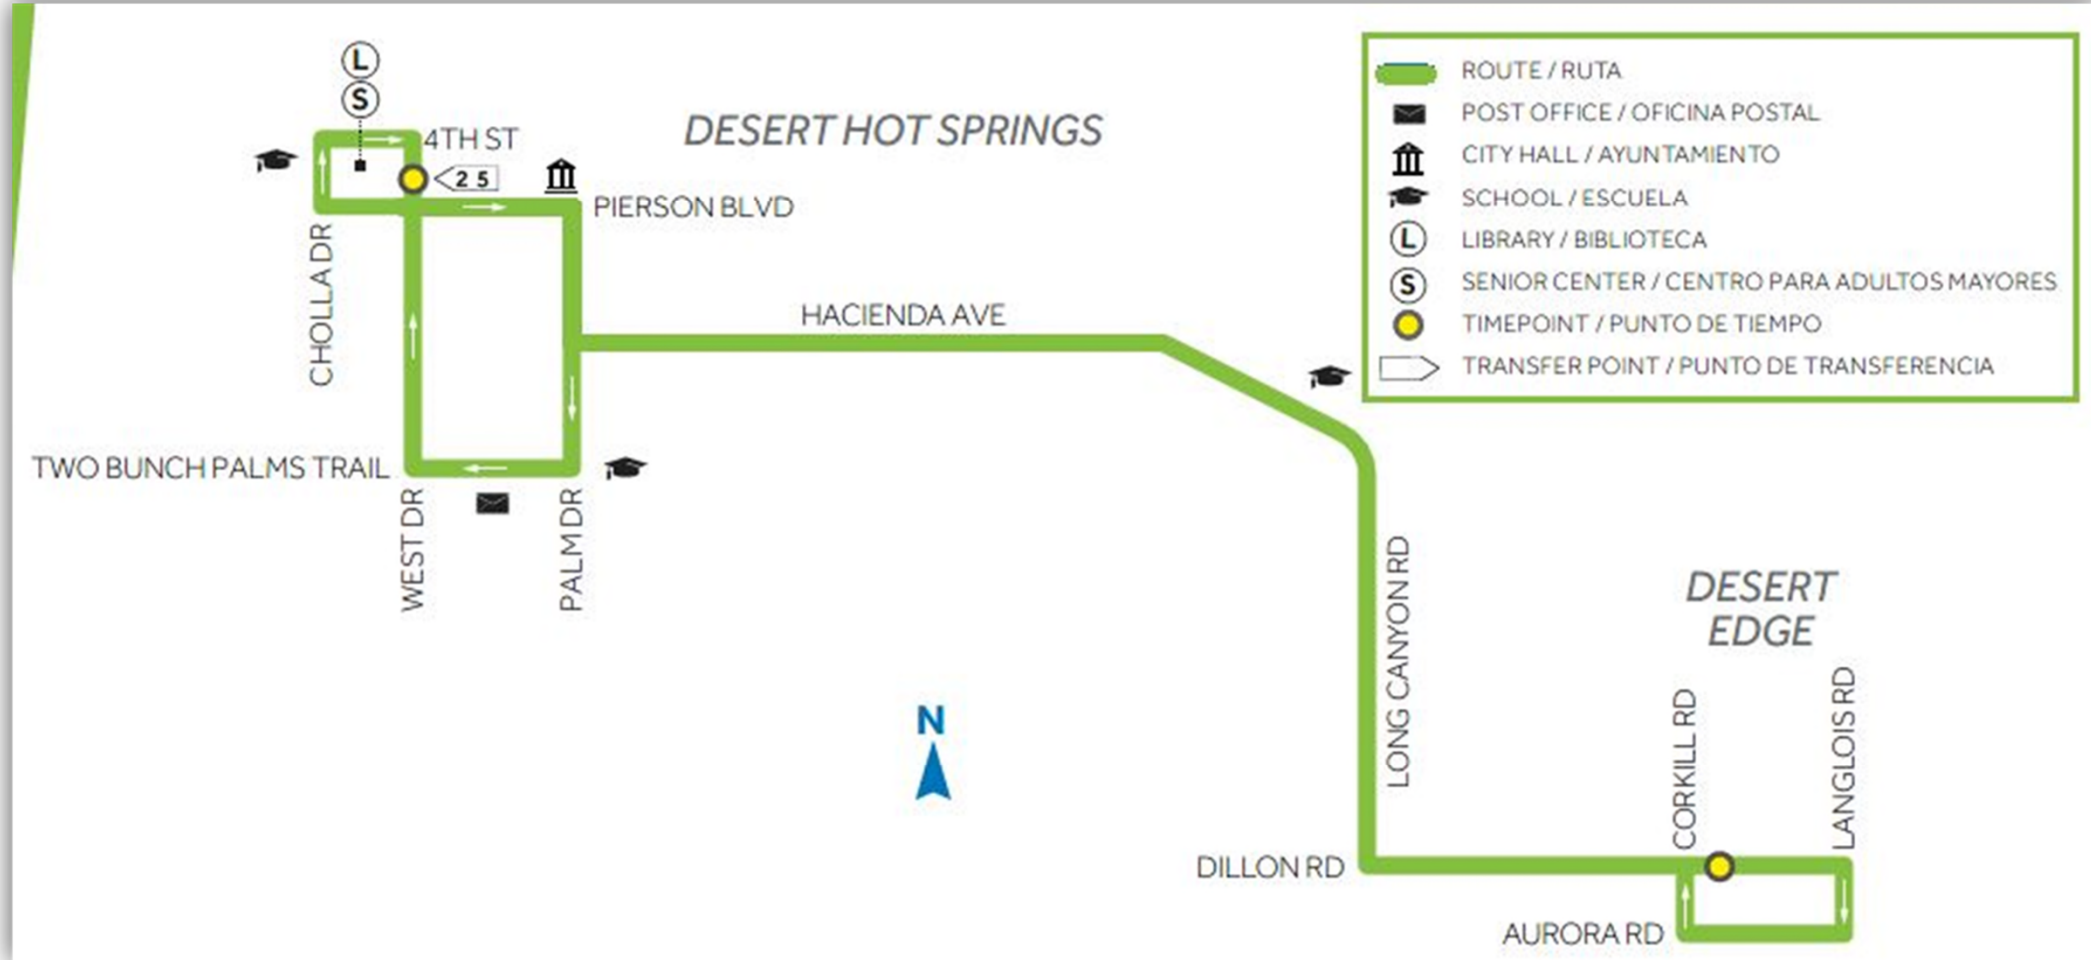 L
S
4TH ST
2 5
DESERT HOT SPRINGS
PIERSON BLVD
CHOLLA DR
HACIENDA AVE
TWO BUNCH PALMS TRAIL
WEST DR
PALM DR
LONG CANYON RD
DESERT
EDGE
N
CORKILL RD
LANGLOIS RD
DILLON RD
AURORA RD
ROUTE / RUTA
POST OFFICE / OFICINA POSTAL
CITY HALL / AYUNTAMIENTO
SCHOOL / ESCUELA
L LIBRARY / BIBLIOTECA
S SENIOR CENTER / CENTRO PARA ADULTOS MAYORES
TIMEPOINT / PUNTO DE TIEMPO
TRANSFER POINT / PUNTO DE TRANSFERENCIA